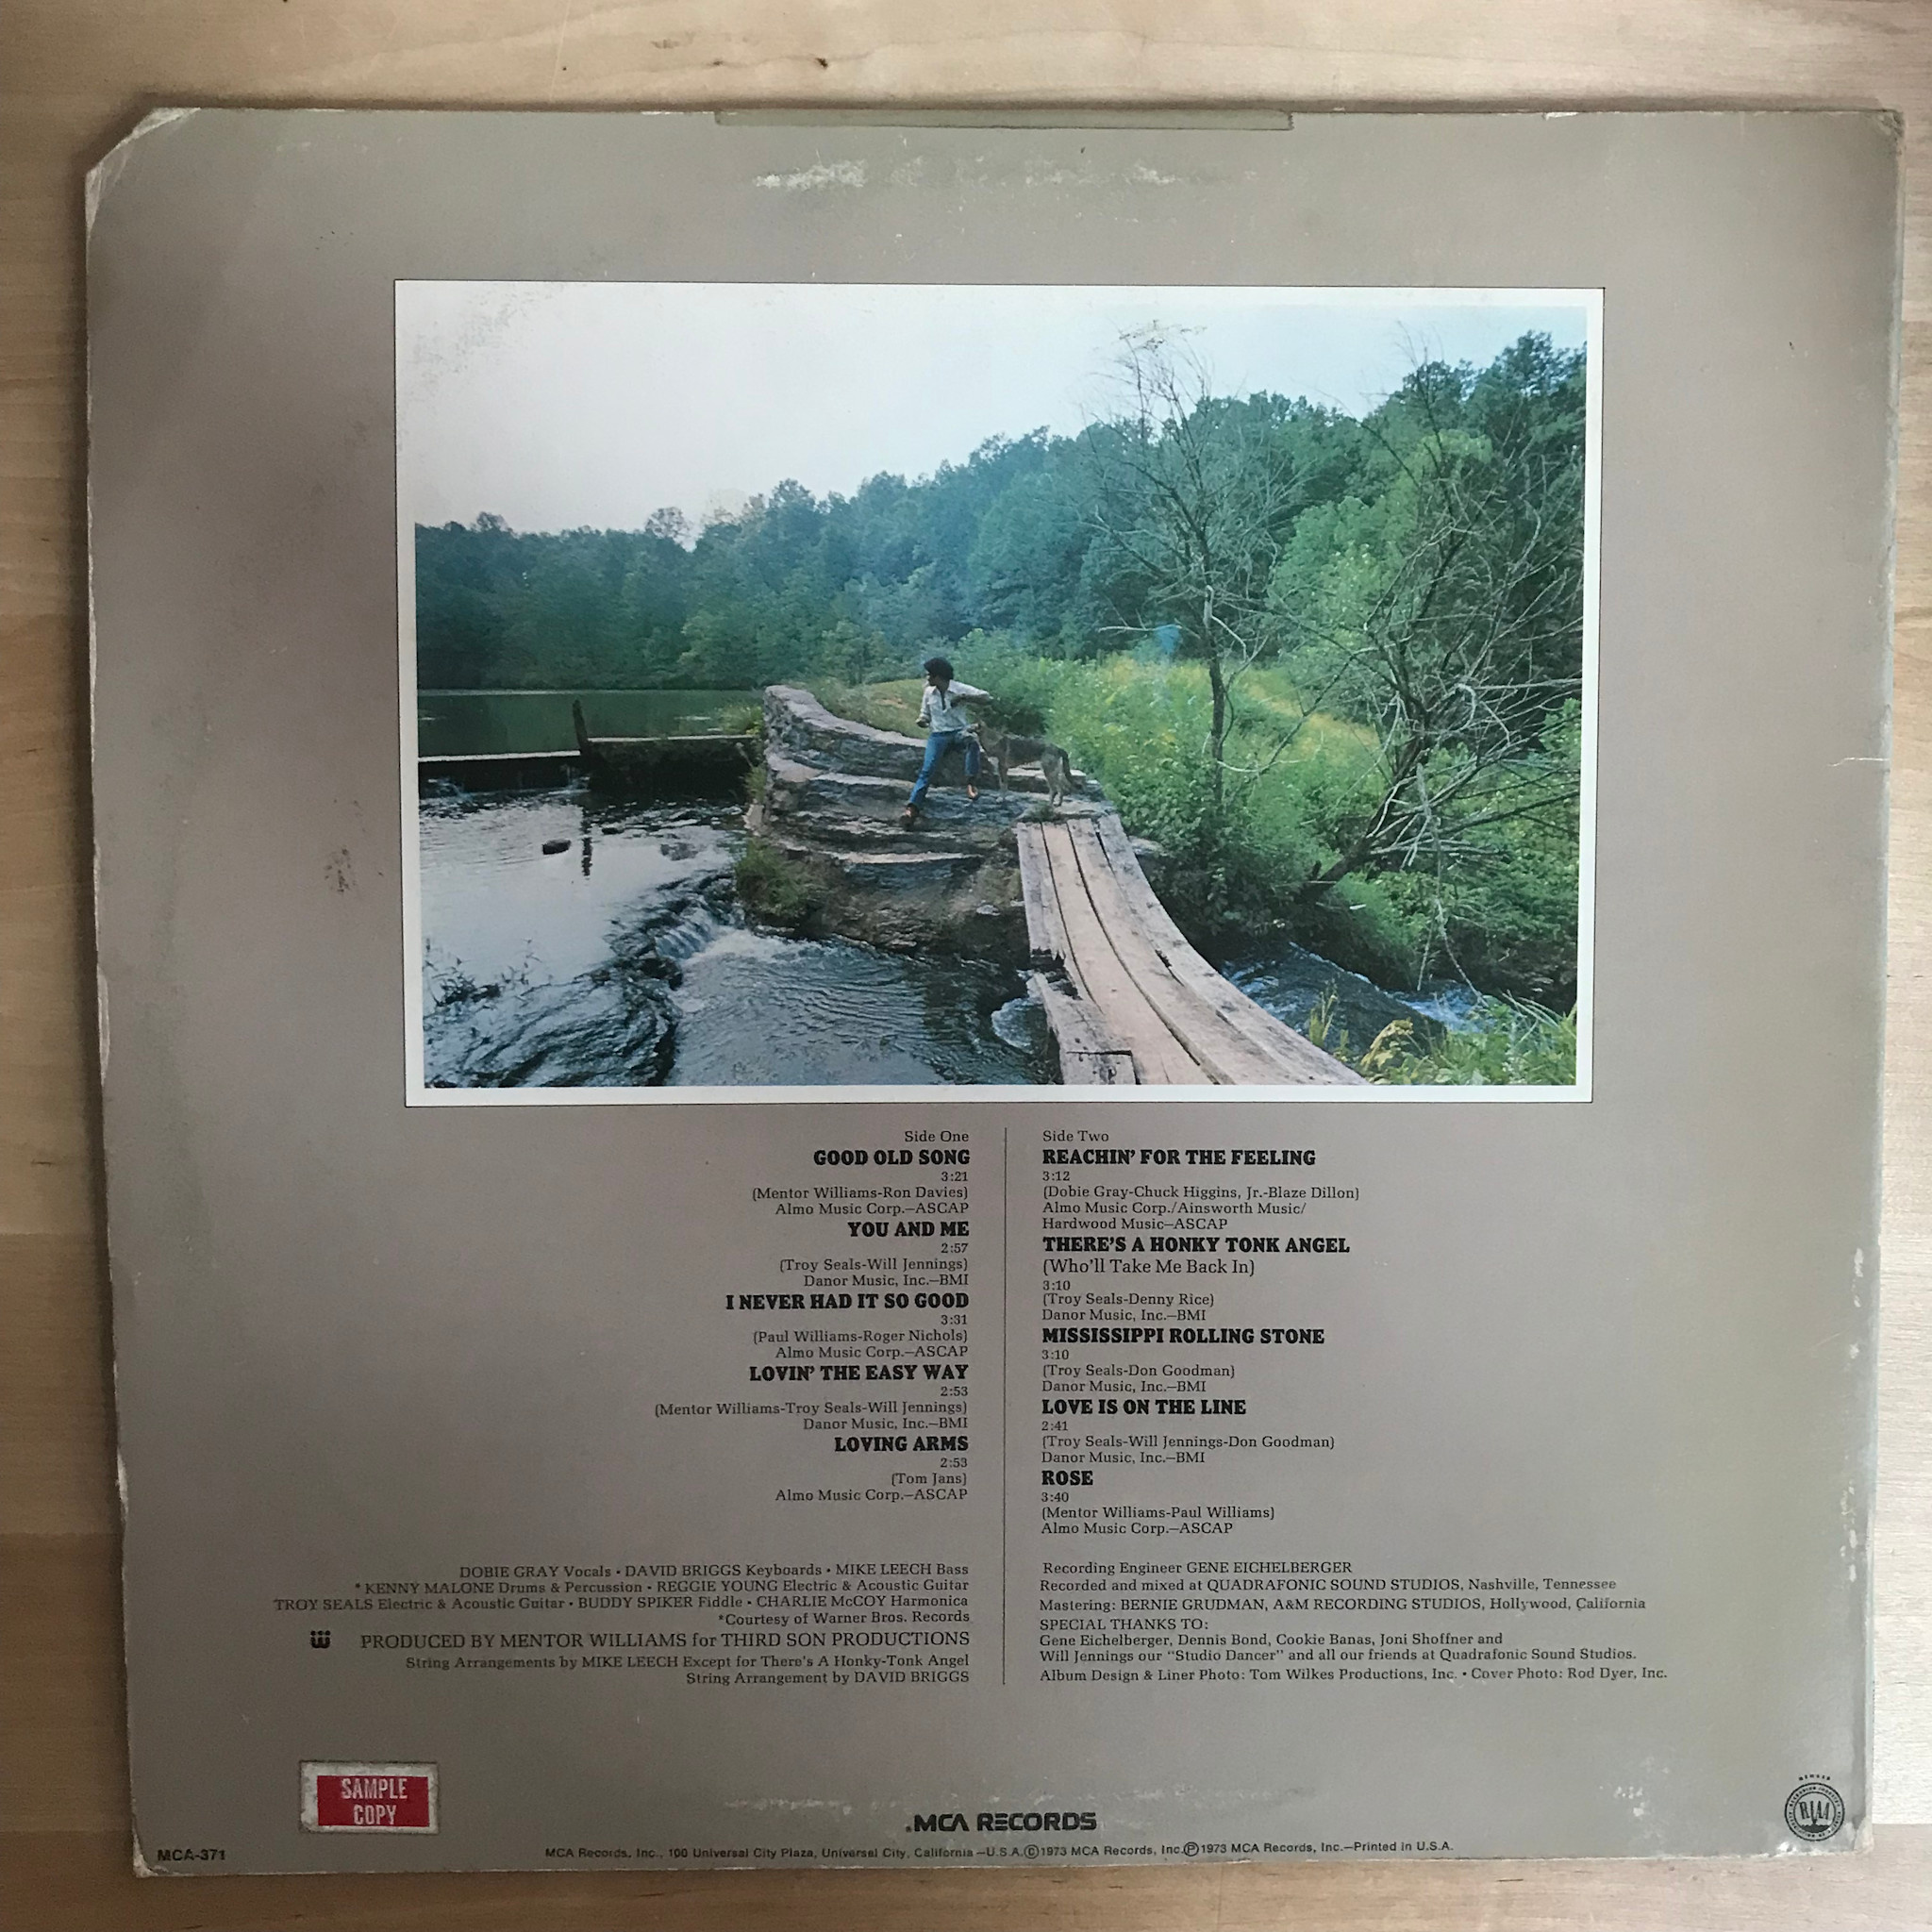 Side One
GOOD OLD SONG
3:21
(Mentor Williams-Ron Davies)
Almo Music Corp.—ASCAP
YOU AND ME
2:57
(Troy Seals-Will Jennings)
Danor Music, Inc.—BMI
I NEVER HAD IT SO GOOD
3:31
(Paul Williams-Roger Nichols)
Almo Music Corp.—ASCAP
LOVIN' THE EASY WAY
2:53
(Mentor Williams-Troy Seals-Will Jennings)
Danor Music, Inc.—BMI
LOVING ARMS
2:53
(Tom Jans)
Almo Music Corp.—ASCAP
Side Two
REACHIN' FOR THE FEELING
3:12
(Dobie Gray-Chuck Higgins, Jr.-Blaze Dillon)
Almo Music Corp./Ainsworth Music/
Hardwood Music—ASCAP
THERE'S A HONKY TONK ANGEL
(Who'll Take Me Back In)
3:10
(Troy Seals-Denny Rice)
Danor Music, Inc.—BMI
MISSISSIPPI ROLLING STONE
3:10
(Troy Seals-Don Goodman)
Danor Music, Inc.—BMI
LOVE IS ON THE LINE
2:41
(Troy Seals-Will Jennings-Don Goodman)
Danor Music, Inc.—BMI
ROSE
3:40
(Mentor Williams-Paul Williams)
Almo Music Corp.—ASCAP
DOBIE GRAY Vocals • DAVID BRIGGS Keyboards • MIKE LEECH Bass
* KENNY MALONE Drums & Percussion • REGGIE YOUNG Electric & Acoustic Guitar
TROY SEALS Electric & Acoustic Guitar • BUDDY SPIKER Fiddle • CHARLIE McCOY Harmonica
*Courtesy of Warner Bros. Records
PRODUCED BY MENTOR WILLIAMS for THIRD SON PRODUCTIONS
String Arrangements by MIKE LEECH Except for There's A Honky-Tonk Angel
String Arrangement by DAVID BRIGGS
Recording Engineer GENE EICHELBERGER
Recorded and mixed at QUADRAFONIC SOUND STUDIOS, Nashville, Tennessee
Mastering: BERNIE GRUDMAN, A&M RECORDING STUDIOS, Hollywood, California
SPECIAL THANKS TO:
Gene Eichelberger, Dennis Bond, Cookie Banas, Joni Shoffner and
Will Jennings our "Studio Dancer" and all our friends at Quadrafonic Sound Studios.
Album Design & Liner Photo: Tom Wilkes Productions, Inc. • Cover Photo: Rod Dyer, Inc.
SAMPLE
COPY
.MCA RECORDS
MEMBER
RIAA
MCA-371
MCA Records, Inc., 100 Universal City Plaza, Universal City, California—U.S.A. ©1973 MCA Records, Inc. ℗1973 MCA Records, Inc.—Printed in U.S.A.